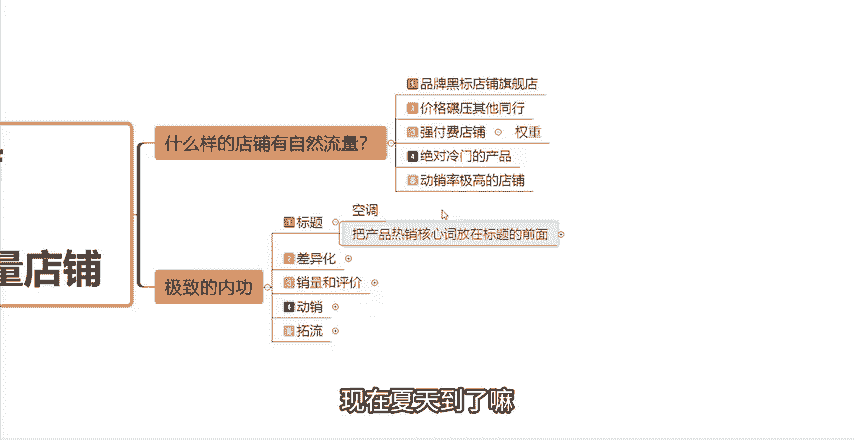 量店铺
什么样的店铺有自然流量？
品牌黑标店铺旗舰店
价格碾压其他同行
强付费店铺 权重
绝对冷门的产品
动销率极高的店铺
极致的内功
标题
空调
把产品热销核心词放在标题的前面
差异化
销量和评价
动销
拓流
现在夏天到了嘛